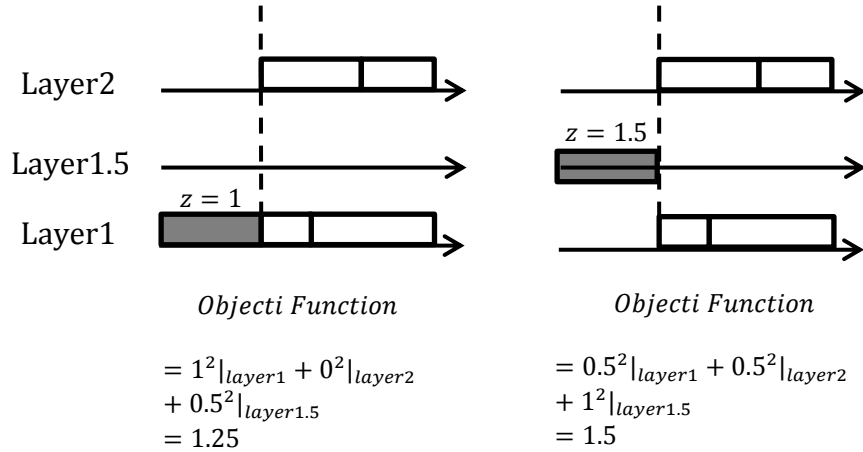 Layer2
Layer1.5
Layer1
z = 1
z = 1.5
Objecti Function
= 1²|layer1 + 0²|layer2
+ 0.5²|layer1.5
= 1.25
Objecti Function
= 0.5²|layer1 + 0.5²|layer2
+ 1²|layer1.5
= 1.5